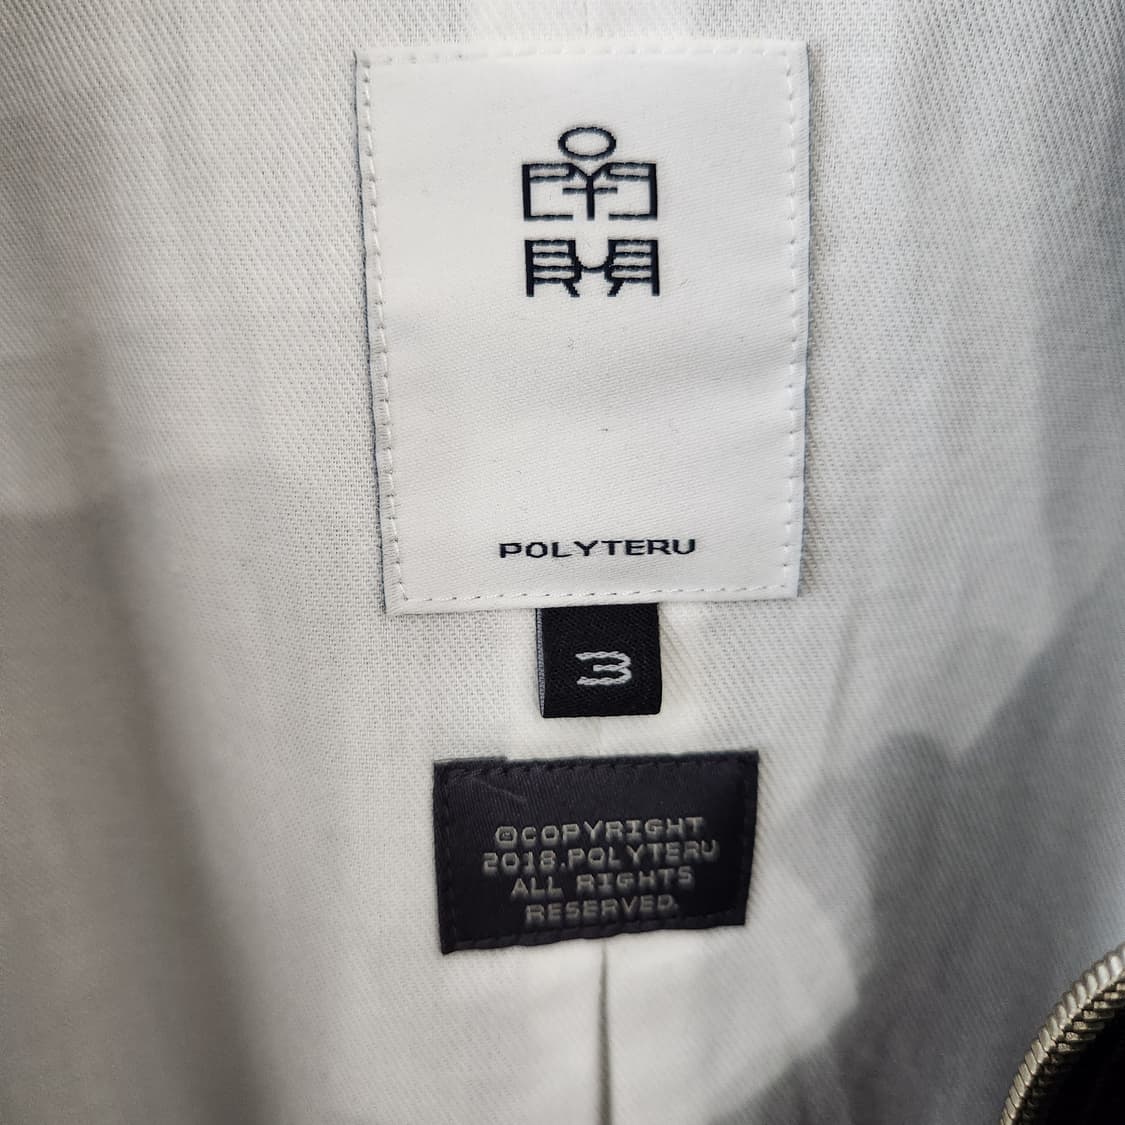 POLYTERU
3
©COPYRIGHT
2018.POLYTERU
ALL RIGHTS
RESERVED.